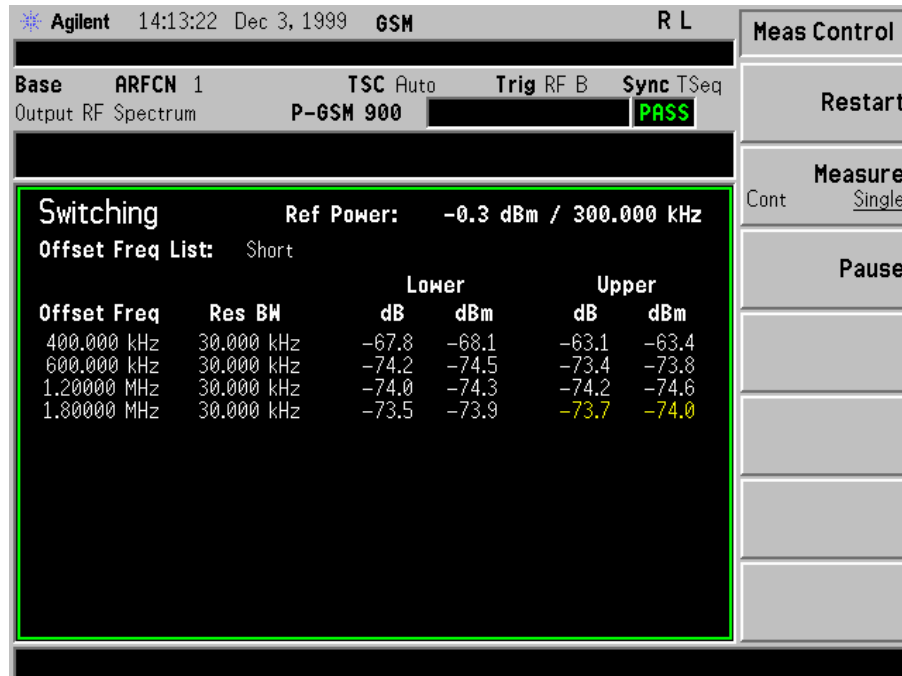 Agilent 14:13:22 Dec 3, 1999 GSM R L
Meas Control
Base ARFCN 1 TSC Auto Trig RF B Sync TSeq
Output RF Spectrum P-GSM 900 PASS
Restart
Measure
Cont Single
Pause
Switching Ref Power: -0.3 dBm / 300.000 kHz
Offset Freq List: Short
Lower Upper
Offset Freq Res BW dB dBm dB dBm
400.000 kHz 30.000 kHz -67.8 -68.1 -63.1 -63.4
600.000 kHz 30.000 kHz -74.2 -74.5 -73.4 -73.8
1.20000 MHz 30.000 kHz -74.0 -74.3 -74.2 -74.6
1.80000 MHz 30.000 kHz -73.5 -73.9 -73.7 -74.0